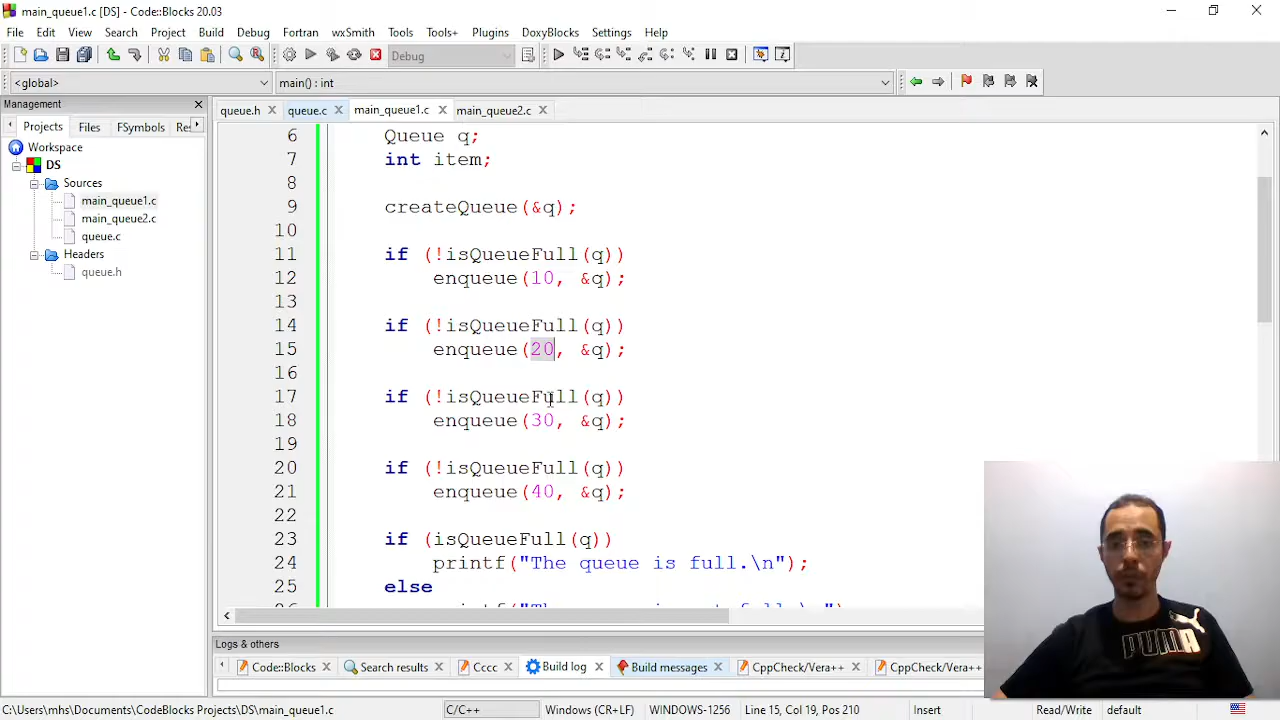 main_queue1.c [DS] - Code::Blocks 20.03
File Edit View Search Project Build Debug Fortran wxSmith Tools Tools+ Plugins DoxyBlocks Settings Help
Debug
<global> main() : int
Management
Projects Files FSymbols Re
queue.h queue.c main_queue1.c main_queue2.c
Workspace
DS
Sources
main_queue1.c
main_queue2.c
queue.c
Headers
queue.h
6 Queue q;
7 int item;
8
9 createQueue(&q);
10
11 if (!isQueueFull(q))
12 enqueue(10, &q);
13
14 if (!isQueueFull(q))
15 enqueue(20, &q);
16
17 if (!isQueueFull(q))
18 enqueue(30, &q);
19
20 if (!isQueueFull(q))
21 enqueue(40, &q);
22
23 if (isQueueFull(q))
24 printf("The queue is full.\n");
25 else
Logs & others
Code::Blocks Search results Cccc Build log Build messages CppCheck/Vera++ CppCheck/Vera++
PUMA
C:\Users\mhs\Documents\CodeBlocks Projects\DS\main_queue1.c C/C++ Windows (CR+LF) WINDOWS-1256 Line 15, Col 19, Pos 210 Insert Read/Write default